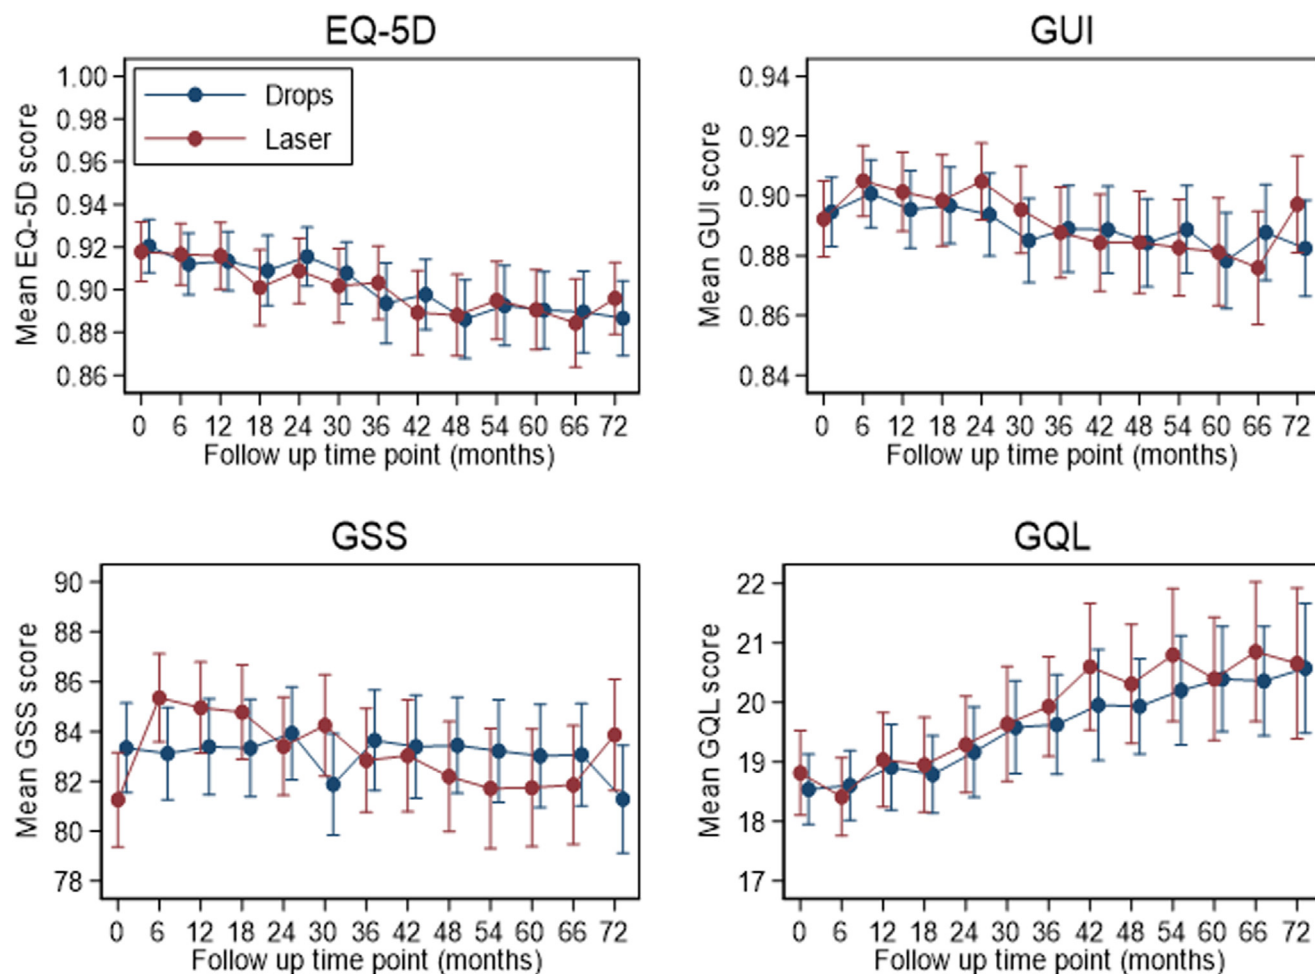 EQ-5D
Mean EQ-5D score
1.00
0.98
0.96
0.94
0.92
0.90
0.88
0.86
Drops
Laser
0 6 12 18 24 30 36 42 48 54 60 66 72
Follow up time point (months)
GUI
Mean GUI score
0.94
0.92
0.90
0.88
0.86
0.84
0 6 12 18 24 30 36 42 48 54 60 66 72
Follow up time point (months)
GSS
Mean GSS score
90
88
86
84
82
80
78
0 6 12 18 24 30 36 42 48 54 60 66 72
Follow up time point (months)
GQL
Mean GQL score
22
21
20
19
18
17
0 6 12 18 24 30 36 42 48 54 60 66 72
Follow up time point (months)